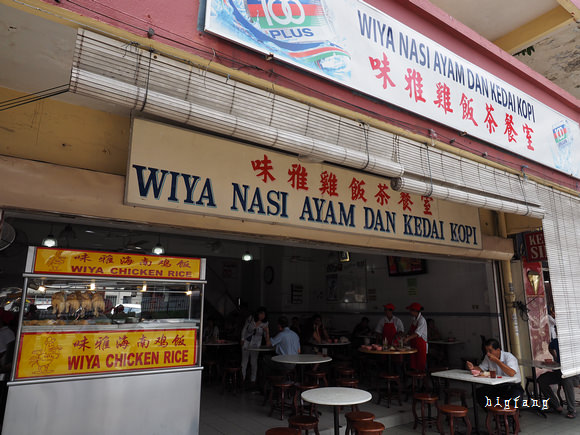 100
PLUS
WIYA NASI AYAM DAN KEDAI KOPI
味雅雞飯茶餐室
味雅雞飯茶餐室
WIYA NASI AYAM DAN KEDAI KOPI
味雅海南鸡饭
WIYA CHICKEN RICE
味雅海南鸡饭
WIYA CHICKEN RICE
bigfang